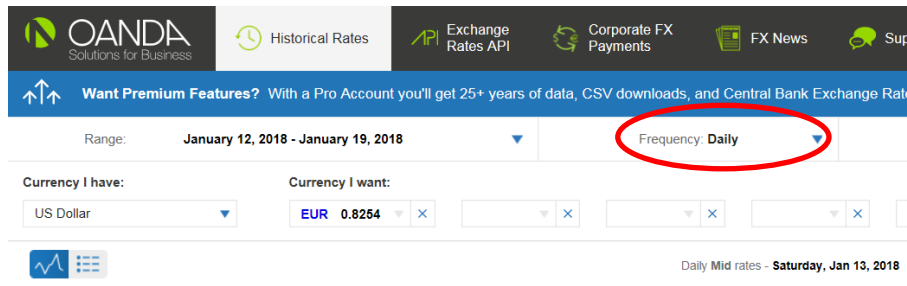 OANDA
Solutions for Business
Historical Rates
API Exchange Rates API
Corporate FX Payments
FX News
Want Premium Features? With a Pro Account you'll get 25+ years of data, CSV downloads, and Central Bank Exchange
Range: January 12, 2018 - January 19, 2018 Frequency: Daily
Currency I have: Currency I want:
US Dollar EUR 0.8254
Daily Mid rates - Saturday, Jan 13, 2018